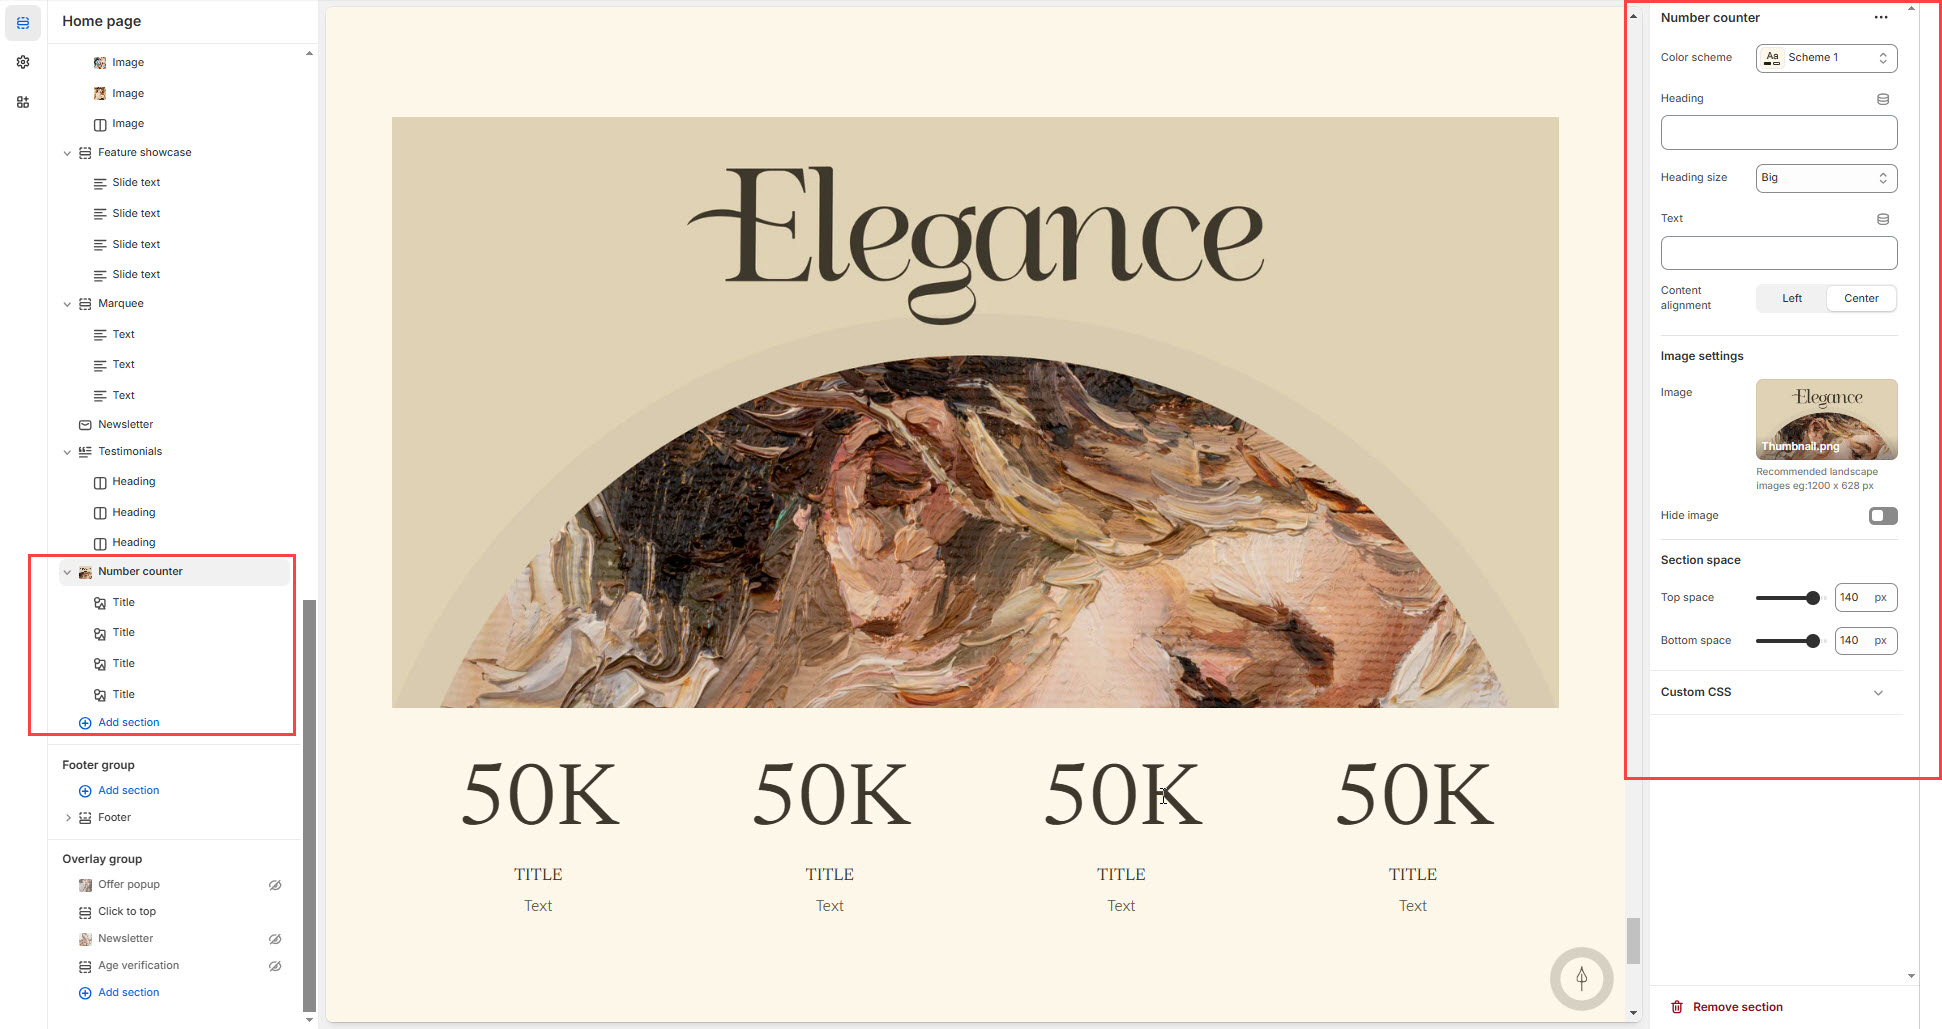 Home page
Image
Image
Image
Feature showcase
Slide text
Slide text
Slide text
Slide text
Marquee
Text
Text
Text
Newsletter
Testimonials
Heading
Heading
Heading
Number counter
Title
Title
Title
Title
Add section
Footer group
Add section
Footer
Overlay group
Offer popup
Click to top
Newsletter
Age verification
Add section
Elegance
50K 50K 50K 50K
TITLE TITLE TITLE TITLE
Text Text Text Text
Number counter
Color scheme Aa Scheme 1
Heading
Heading size Big
Text
Content alignment Left Center
Image settings
Image
Elegance
Thumbnail.png
Recommended landscape
images eg:1200 x 628 px
Hide image
Section space
Top space 140 px
Bottom space 140 px
Custom CSS
Remove section